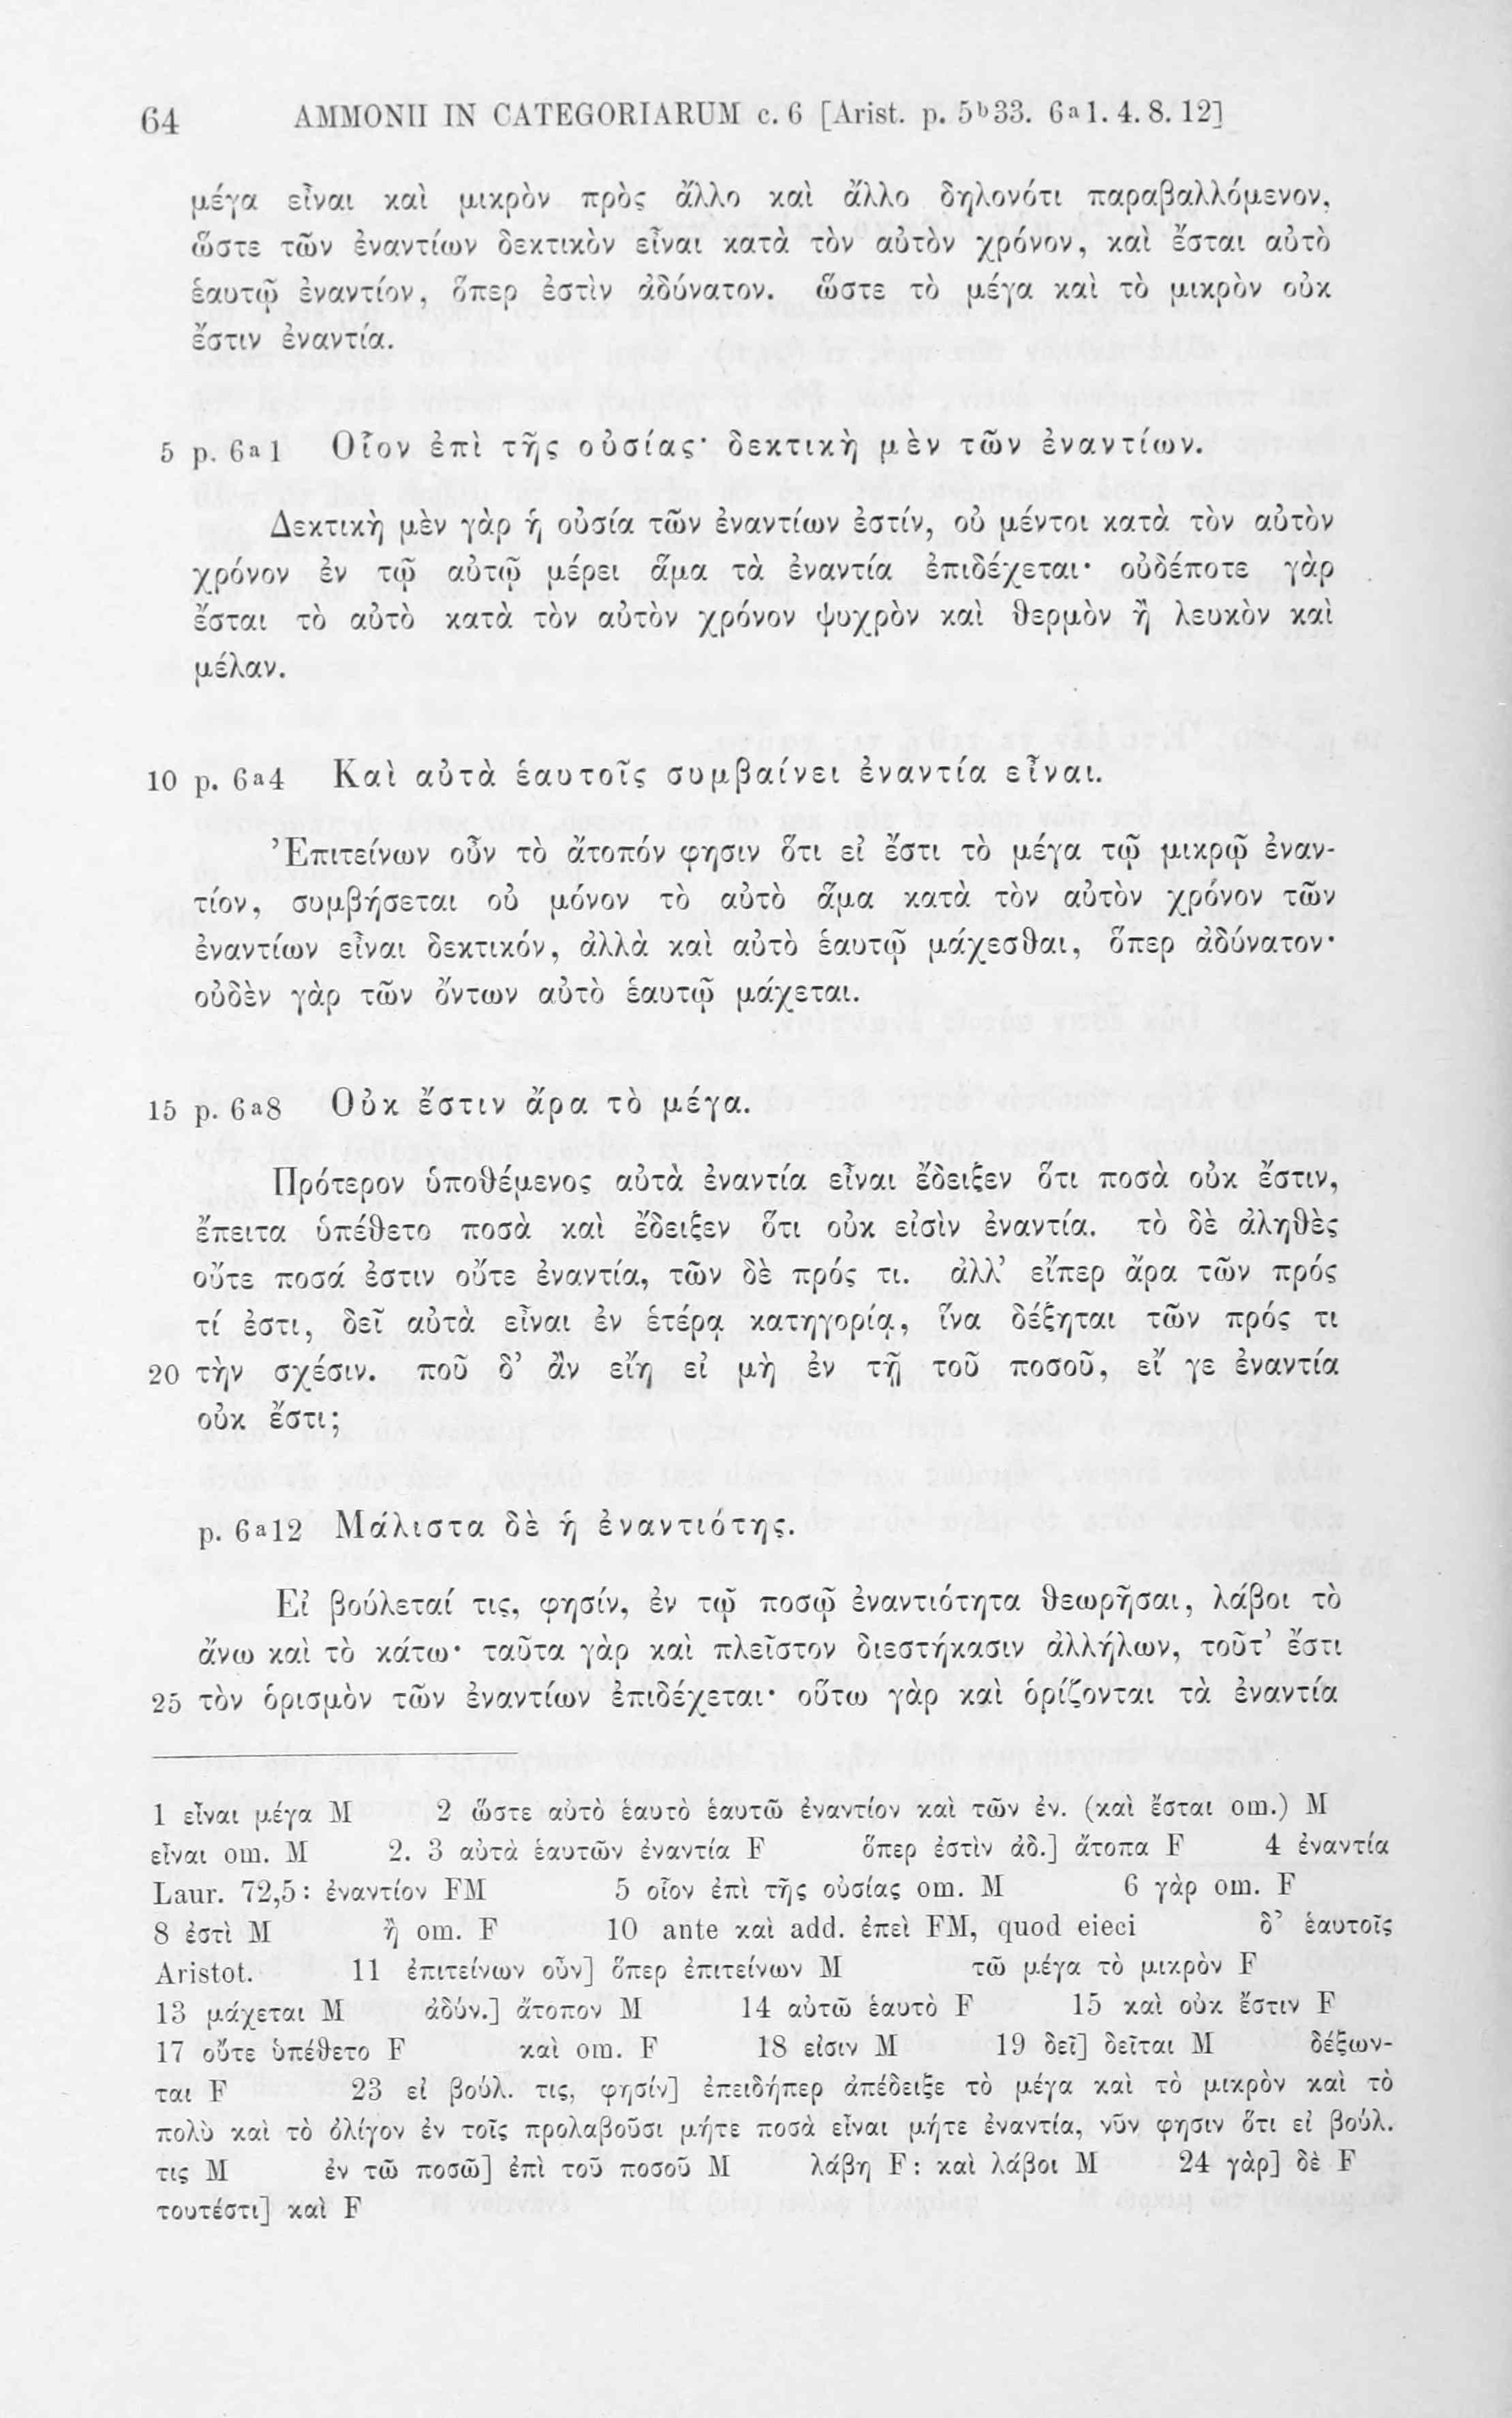 64 AMMONII IN CATEGORIARUM c. 6 [Arist. p. 5ᵇ33. 6ᵃ1. 4. 8. 12]
μέγα εἶναι καὶ μικρὸν πρὸς ἄλλο καὶ ἄλλο δηλονότι παραβαλλόμενον,
ὥστε τῶν ἐναντίων δεκτικὸν εἶναι κατὰ τὸν αὐτὸν χρόνον, καὶ ἔσται αὐτὸ
ἑαυτῷ ἐναντίον, ὅπερ ἐστὶν ἀδύνατον. ὥστε τὸ μέγα καὶ τὸ μικρὸν οὐκ
ἔστιν ἐναντία.
5 p. 6ᵃ1 Οἷον ἐπὶ τῆς οὐσίας· δεκτικὴ μὲν τῶν ἐναντίων.
Δεκτικὴ μὲν γὰρ ἡ οὐσία τῶν ἐναντίων ἐστίν, οὐ μέντοι κατὰ τὸν αὐτὸν
χρόνον ἐν τῷ αὐτῷ μέρει ἅμα τὰ ἐναντία ἐπιδέχεται· οὐδέποτε γὰρ
ἔσται τὸ αὐτὸ κατὰ τὸν αὐτὸν χρόνον ψυχρὸν καὶ θερμὸν ἢ λευκὸν καὶ
μέλαν.
10 p. 6ᵃ4 Καὶ αὐτὰ ἑαυτοῖς συμβαίνει ἐναντία εἶναι.
Ἐπιτείνων οὖν τὸ ἄτοπόν φησιν ὅτι εἰ ἔστι τὸ μέγα τῷ μικρῷ ἐναν-
τίον, συμβήσεται οὐ μόνον τὸ αὐτὸ ἅμα κατὰ τὸν αὐτὸν χρόνον τῶν
ἐναντίων εἶναι δεκτικόν, ἀλλὰ καὶ αὐτὸ ἑαυτῷ μάχεσθαι, ὅπερ ἀδύνατον·
οὐδὲν γὰρ τῶν ὄντων αὐτὸ ἑαυτῷ μάχεται.
15 p. 6ᵃ8 Οὐκ ἔστιν ἄρα τὸ μέγα.
Πρότερον ὑποθέμενος αὐτὰ ἐναντία εἶναι ἔδειξεν ὅτι ποσὰ οὐκ ἔστιν,
ἔπειτα ὑπέθετο ποσὰ καὶ ἔδειξεν ὅτι οὐκ εἰσὶν ἐναντία. τὸ δὲ ἀληθὲς
οὔτε ποσά ἐστιν οὔτε ἐναντία, τῶν δὲ πρός τι. ἀλλ’ εἴπερ ἄρα τῶν πρός
τί ἐστι, δεῖ αὐτὰ εἶναι ἐν ἑτέρᾳ κατηγορίᾳ, ἵνα δέξηται τῶν πρός τι
20 τὴν σχέσιν. ποῦ δ’ ἂν εἴη εἰ μὴ ἐν τῇ τοῦ ποσοῦ, εἴ γε ἐναντία
οὐκ ἔστι;
p. 6ᵃ12 Μάλιστα δὲ ἡ ἐναντιότης.
Εἰ βούλεταί τις, φησίν, ἐν τῷ ποσῷ ἐναντιότητα θεωρῆσαι, λάβοι τὸ
ἄνω καὶ τὸ κάτω· ταῦτα γὰρ καὶ πλεῖστον διεστήκασιν ἀλλήλων, τοῦτ’ ἔστι
25 τὸν ὁρισμὸν τῶν ἐναντίων ἐπιδέχεται· οὕτω γὰρ καὶ ὁρίζονται τὰ ἐναντία
1 εἶναι μέγα M 2 ὥστε αὐτὸ ἑαυτὸ ἑαυτῶ ἐναντίον καὶ τῶν ἐν. (καὶ ἔσται om.) M
εἶναι om. M 2. 3 αὐτὰ ἑαυτῶν ἐναντία F ὅπερ ἐστὶν ἀδ.] ἄτοπα F 4 ἐναντία
Laur. 72,5: ἐναντίον FM 5 οἷον ἐπὶ τῆς οὐσίας om. M 6 γὰρ om. F
8 ἐστὶ M ἢ om. F 10 ante καὶ add. ἐπεὶ FM, quod eieci δ’ ἑαυτοῖς
Aristot. 11 ἐπιτείνων οὖν] ὅπερ ἐπιτείνων M τῶ μέγα τὸ μικρὸν F
13 μάχεται M ἀδύν.] ἄτοπον M 14 αὐτῶ ἑαυτὸ F 15 καὶ οὐκ ἔστιν F
17 οὔτε ὑπέθετο F καὶ om. F 18 εἰσιν M 19 δεῖ] δεῖται M δέξων-
ται F 23 εἰ βούλ. τις, φησίν] ἐπειδήπερ ἀπέδειξε τὸ μέγα καὶ τὸ μικρὸν καὶ τὸ
πολὺ καὶ τὸ ὀλίγον ἐν τοῖς προλαβοῦσι μήτε ποσὰ εἶναι μήτε ἐναντία, νῦν φησιν ὅτι εἰ βούλ.
τις M ἐν τῶ ποσῶ] ἐπὶ τοῦ ποσοῦ M λάβη F: καὶ λάβοι M 24 γὰρ] δὲ F
τουτέστι] καὶ F